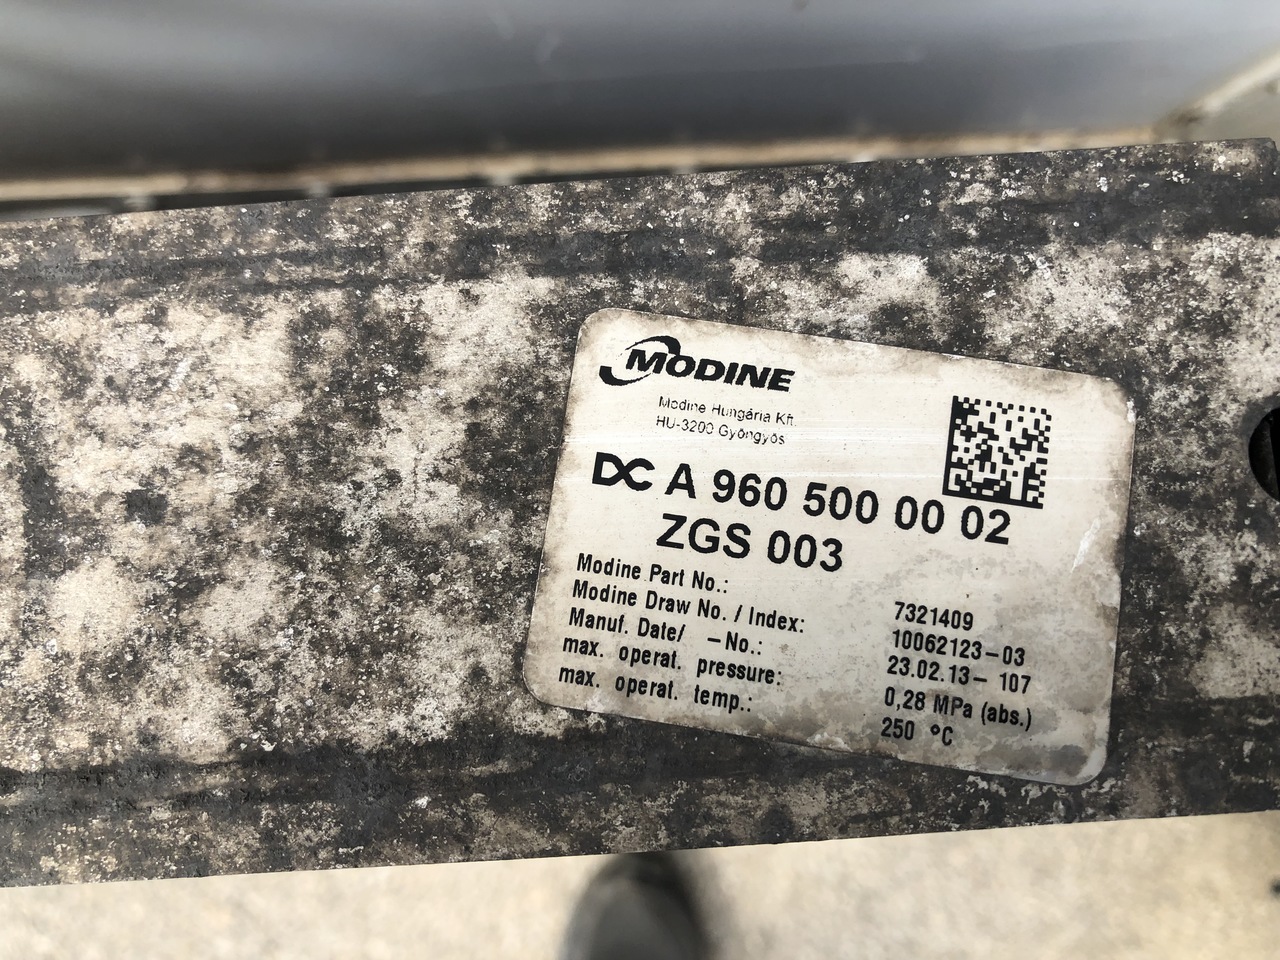 MODINE
Modine Hungária Kft.
HU-3200 Gyöngyös
DC A 960 500 00 02
ZGS 003
Modine Part No.: 7321409
Modine Draw No. / Index: 10062123-03
Manuf. Date/ -No.: 23.02.13- 107
max. operat. pressure: 0,28 MPa (abs.)
max. operat. temp.: 250 °C